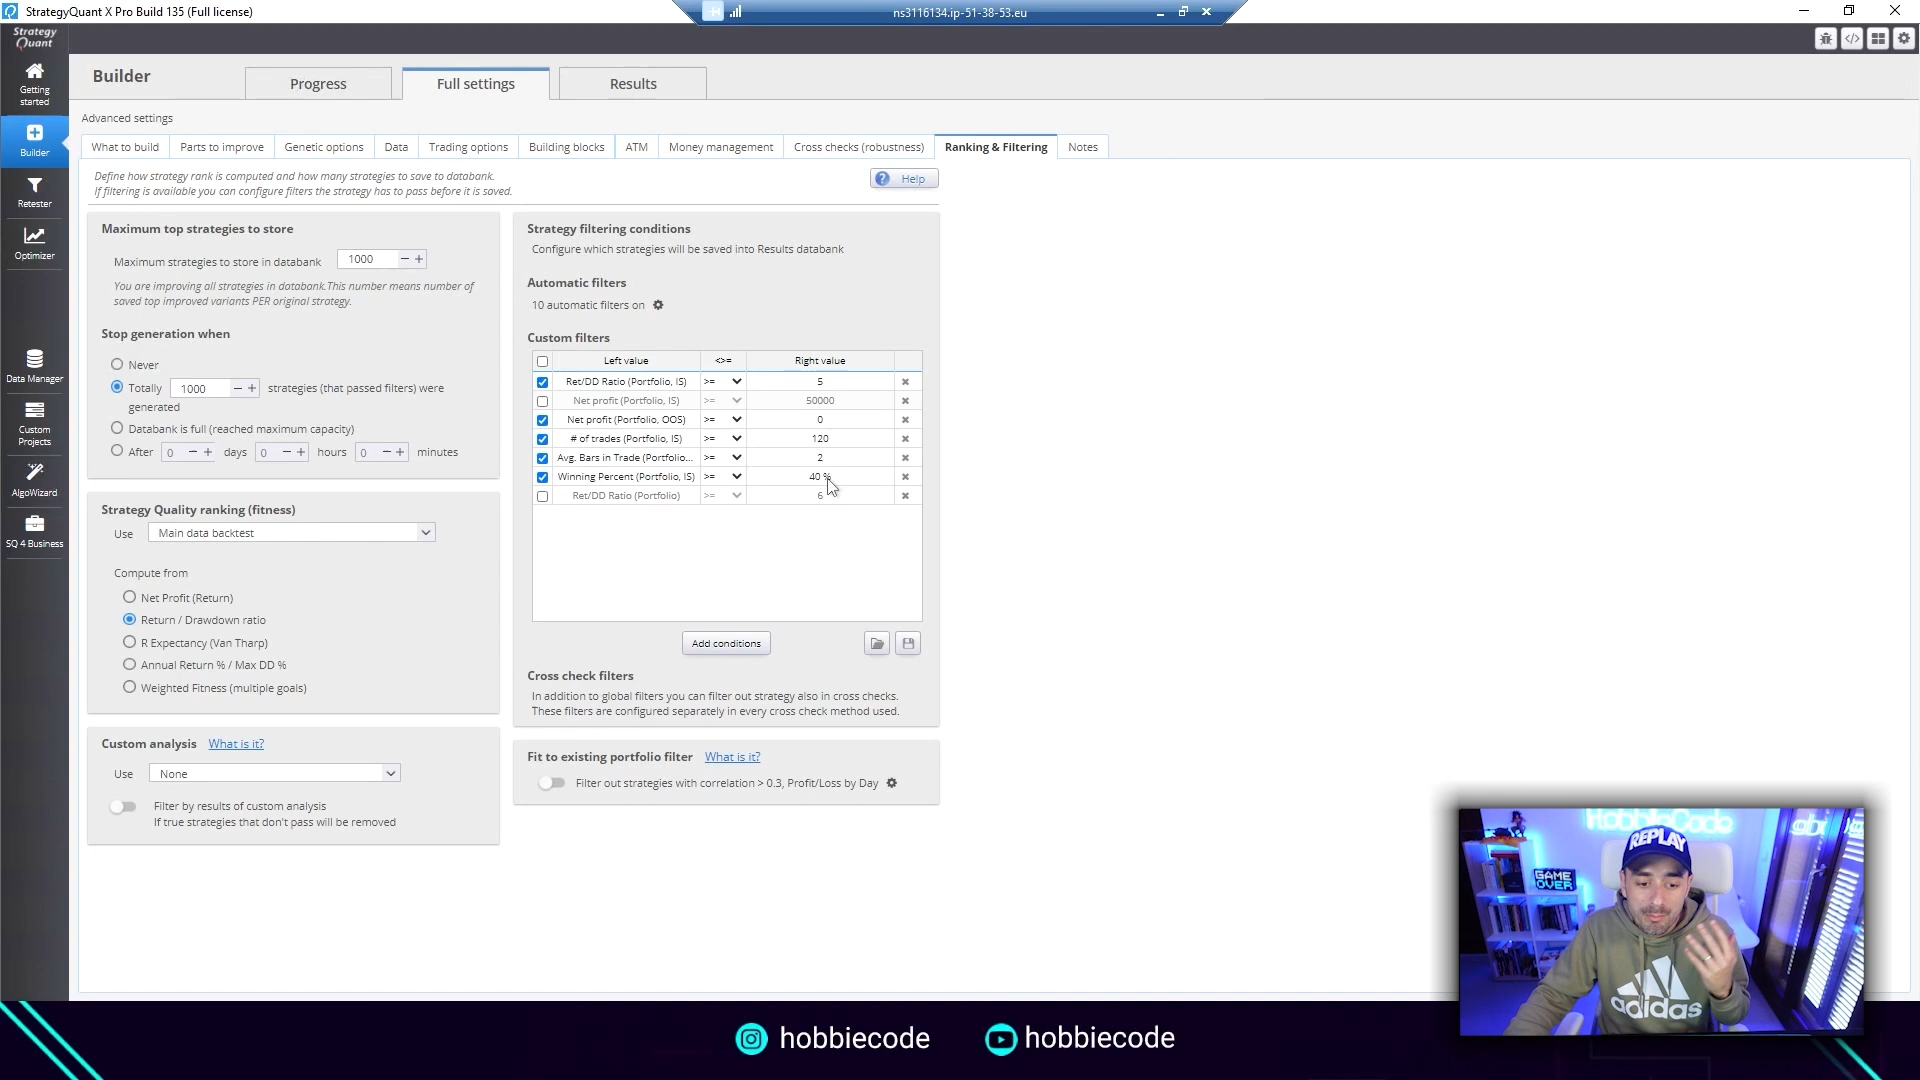 StrategyQuant X Pro Build 135 (Full license)
ns3116134.ip-51-38-53.eu
Strategy
Quant
Getting
started
Builder
Retester
Optimizer
Data Manager
Custom
Projects
AlgoWizard
SQ 4 Business
Builder
Progress
Full settings
Results
Advanced settings
What to build
Parts to improve
Genetic options
Data
Trading options
Building blocks
ATM
Money management
Cross checks (robustness)
Ranking & Filtering
Notes
Define how strategy rank is computed and how many strategies to save to databank.
If filtering is available you can configure filters the strategy has to pass before it is saved.
Help
Maximum top strategies to store
Maximum strategies to store in databank 1000 - +
You are improving all strategies in databank.This number means number of
saved top improved variants PER original strategy.
Stop generation when
Never
Totally 1000 - + strategies (that passed filters) were
generated
Databank is full (reached maximum capacity)
After 0 - + days 0 - + hours 0 - + minutes
Strategy Quality ranking (fitness)
Use Main data backtest
Compute from
Net Profit (Return)
Return / Drawdown ratio
R Expectancy (Van Tharp)
Annual Return % / Max DD %
Weighted Fitness (multiple goals)
Custom analysis What is it?
Use None
Filter by results of custom analysis
If true strategies that don't pass will be removed
Strategy filtering conditions
Configure which strategies will be saved into Results databank
Automatic filters
10 automatic filters on
Custom filters
Left value <>= Right value
Ret/DD Ratio (Portfolio, IS) >= 5
Net profit (Portfolio, IS) >= 50000
Net profit (Portfolio, OOS) >= 0
# of trades (Portfolio, IS) >= 120
Avg. Bars in Trade (Portfolio... >= 2
Winning Percent (Portfolio, IS) >= 40 %
Ret/DD Ratio (Portfolio) >= 6
Add conditions
Cross check filters
In addition to global filters you can filter out strategy also in cross checks.
These filters are configured separately in every cross check method used.
Fit to existing portfolio filter What is it?
Filter out strategies with correlation > 0.3, Profit/Loss by Day
HobbieCode
REPLAY
GAME
OVER
adidas
hobbiecode
hobbiecode